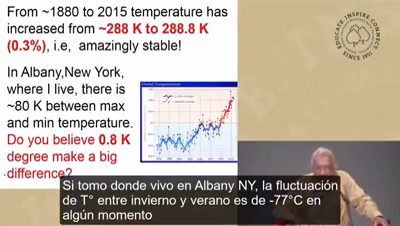 From ~1880 to 2015 temperature has
increased from ~288 K to 288.8 K
(0.3%), i.e, amazingly stable!
In Albany,New York,
where I live, there is
~80 K between max
and min temperature.
Do you believe 0.8 K
degree make a big
difference?
EDUCATE.INSPIRE.CONNECT.
SINCE 1951
Si tomo donde vivo en Albany NY, la fluctuación
de T° entre invierno y verano es de -77°C en
algún momento